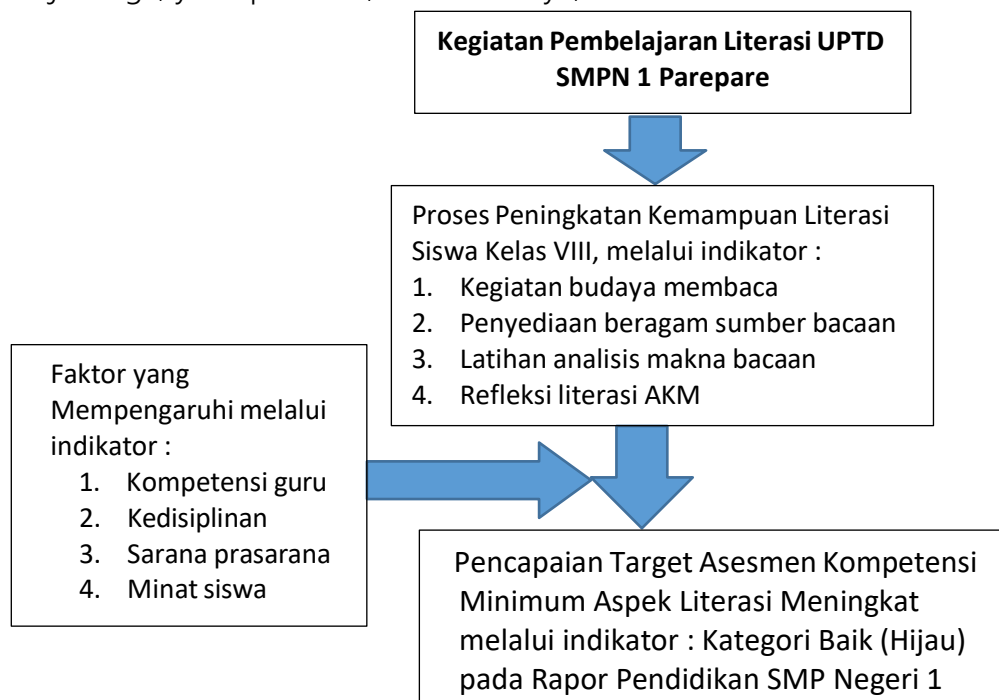 Kegiatan Pembelajaran Literasi UPTD
SMPN 1 Parepare
Proses Peningkatan Kemampuan Literasi
Siswa Kelas VIII, melalui indikator :
1. Kegiatan budaya membaca
2. Penyediaan beragam sumber bacaan
3. Latihan analisis makna bacaan
4. Refleksi literasi AKM
Faktor yang
Mempengaruhi melalui
indikator :
1. Kompetensi guru
2. Kedisiplinan
3. Sarana prasarana
4. Minat siswa
Pencapaian Target Asesmen Kompetensi
Minimum Aspek Literasi Meningkat
melalui indikator : Kategori Baik (Hijau)
pada Rapor Pendidikan SMP Negeri 1